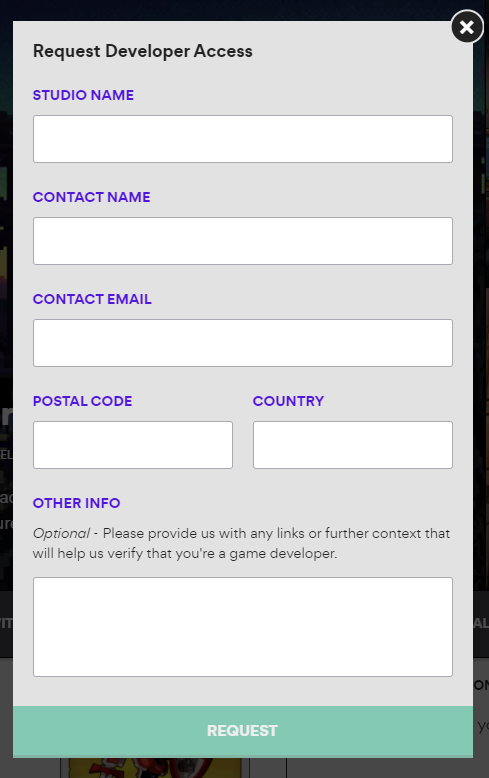 Request Developer Access
STUDIO NAME
CONTACT NAME
CONTACT EMAIL
POSTAL CODE COUNTRY
OTHER INFO
Optional - Please provide us with any links or further context that
will help us verify that you're a game developer.
REQUEST